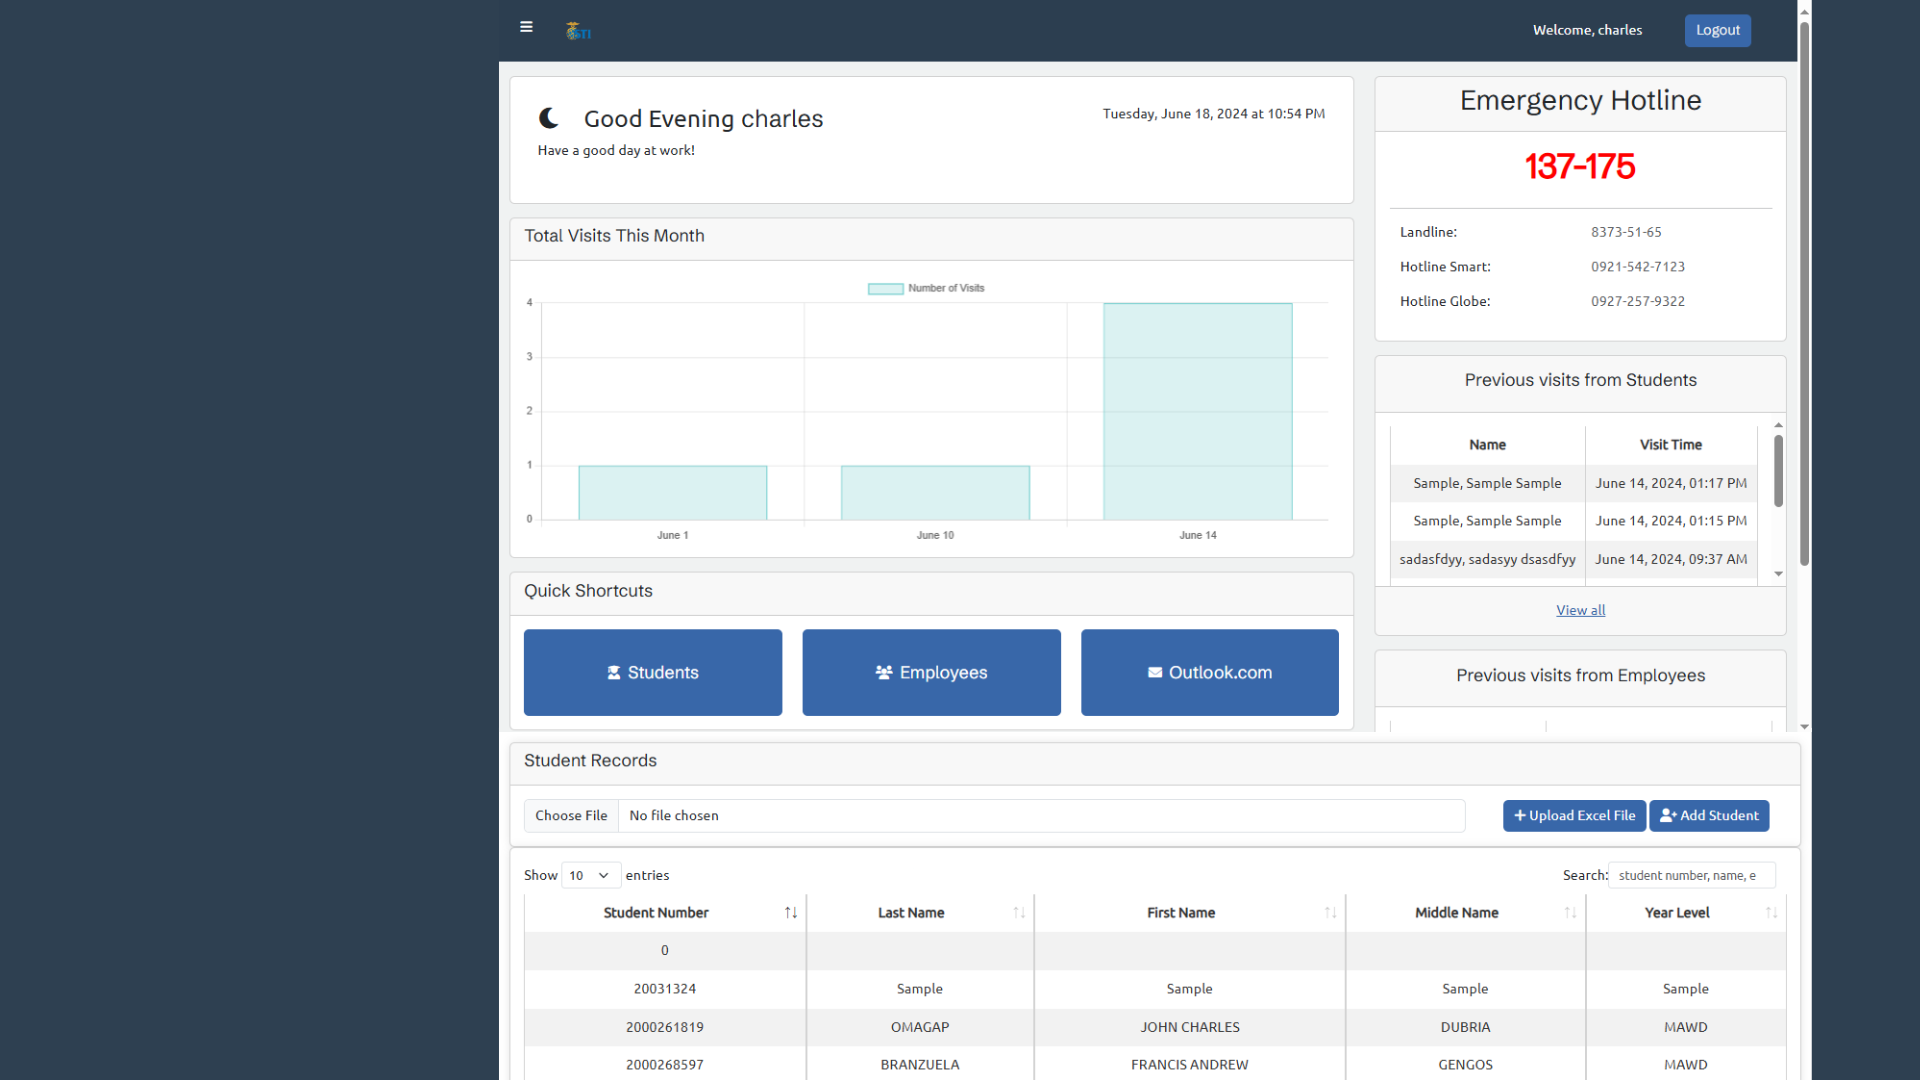 STI
Welcome, charles
Logout
Good Evening charles
Tuesday, June 18, 2024 at 10:54 PM
Have a good day at work!
Emergency Hotline
137-175
Landline: 8373-51-65
Hotline Smart: 0921-542-7123
Hotline Globe: 0927-257-9322
Total Visits This Month
Number of Visits
4
3
2
1
0
June 1 June 10 June 14
Previous visits from Students
Name Visit Time
Sample, Sample Sample June 14, 2024, 01:17 PM
Sample, Sample Sample June 14, 2024, 01:15 PM
sadasfdyy, sadasyy dsasdfyy June 14, 2024, 09:37 AM
View all
Quick Shortcuts
Students
Employees
Outlook.com
Previous visits from Employees
Student Records
Choose File No file chosen
Upload Excel File
Add Student
Show 10 entries
Search: student number, name, e
Student Number Last Name First Name Middle Name Year Level
0
20031324 Sample Sample Sample Sample
2000261819 OMAGAP JOHN CHARLES DUBRIA MAWD
2000268597 BRANZUELA FRANCIS ANDREW GENGOS MAWD